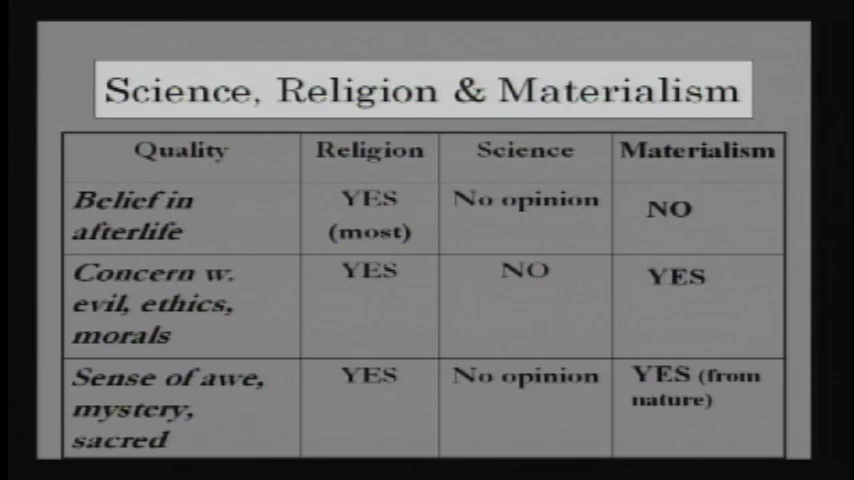 Science, Religion & Materialism
Quality Religion Science Materialism
Belief in afterlife YES (most) No opinion NO
Concern w. evil, ethics, morals YES NO YES
Sense of awe, mystery, sacred YES No opinion YES (from nature)